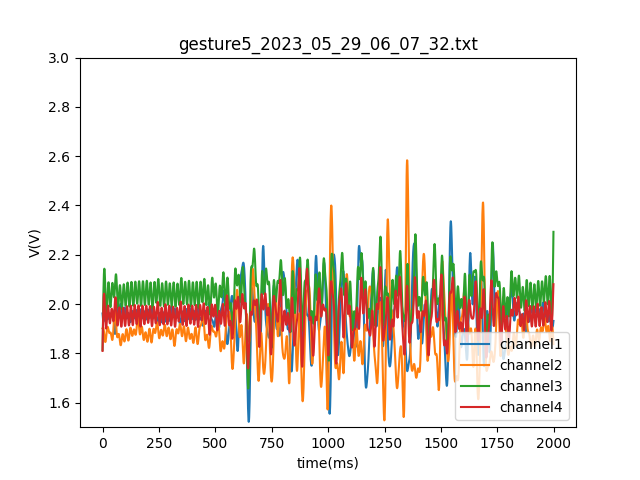 gesture5_2023_05_29_06_07_32.txt
3.0
2.8
2.6
2.4
2.2
2.0
1.8
1.6
V(V)
0 250 500 750 1000 1250 1500 1750 2000
time(ms)
channel1
channel2
channel3
channel4